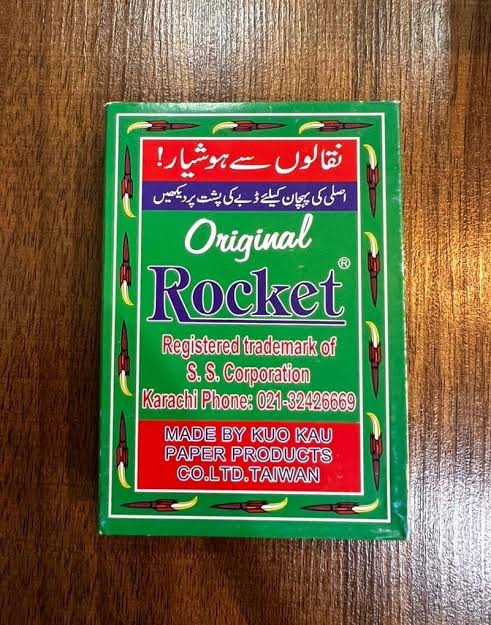 نقالوں سے ہوشیار!
اصلی کی پہچان کیلئے ڈبے کی پشت پر دیکھیں
Original
Rocket®
Registered trademark of
S. S. Corporation
Karachi Phone: 021-32426669
MADE BY KUO KAU
PAPER PRODUCTS
CO.LTD.TAIWAN